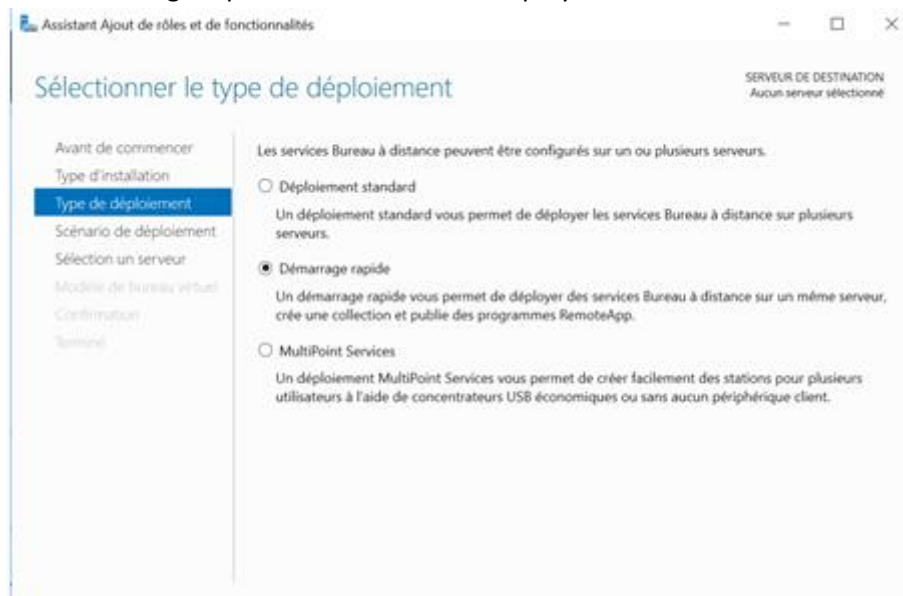 Assistant Ajout de rôles et de fonctionnalités
Sélectionner le type de déploiement
SERVEUR DE DESTINATION
Aucun serveur sélectionné
Avant de commencer
Type d'installation
Type de déploiement
Scénario de déploiement
Sélection un serveur
Modèle de bureau virtuel
Confirmation
Terminé
Les services Bureau à distance peuvent être configurés sur un ou plusieurs serveurs.
Déploiement standard
Un déploiement standard vous permet de déployer les services Bureau à distance sur plusieurs
serveurs.
Démarrage rapide
Un démarrage rapide vous permet de déployer des services Bureau à distance sur un même serveur,
crée une collection et publie des programmes RemoteApp.
MultiPoint Services
Un déploiement MultiPoint Services vous permet de créer facilement des stations pour plusieurs
utilisateurs à l'aide de concentrateurs USB économiques ou sans aucun périphérique client.